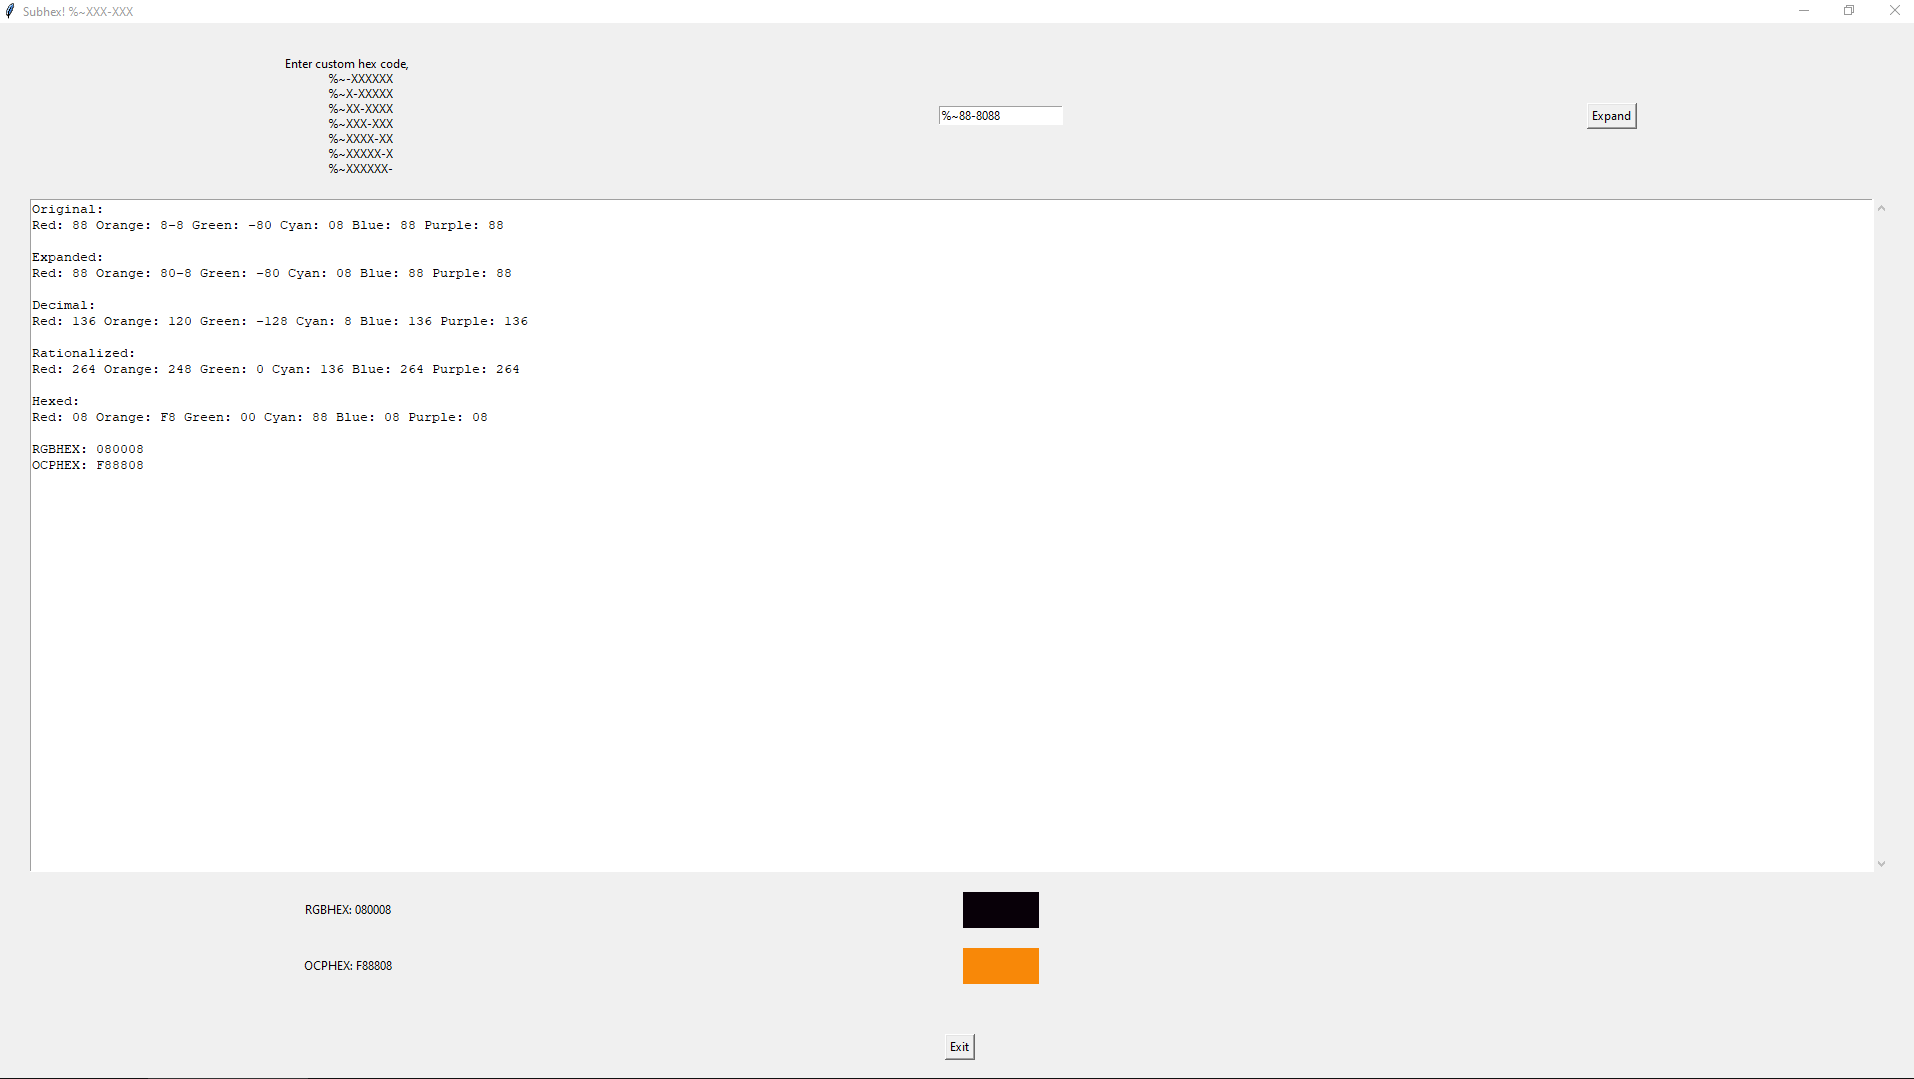 Subhex! %~XXX-XXX
Enter custom hex code,
%~-XXXXXX
%~X-XXXXX
%~XX-XXXX
%~XXX-XXX
%~XXXX-XX
%~XXXXX-X
%~XXXXXX-
%~88-8088
Expand
Original:
Red: 88 Orange: 8-8 Green: -80 Cyan: 08 Blue: 88 Purple: 88
Expanded:
Red: 88 Orange: 80-8 Green: -80 Cyan: 08 Blue: 88 Purple: 88
Decimal:
Red: 136 Orange: 120 Green: -128 Cyan: 8 Blue: 136 Purple: 136
Rationalized:
Red: 264 Orange: 248 Green: 0 Cyan: 136 Blue: 264 Purple: 264
Hexed:
Red: 08 Orange: F8 Green: 00 Cyan: 88 Blue: 08 Purple: 08
RGBHEX: 080008
OCPHEX: F88808
RGBHEX: 080008
OCPHEX: F88808
Exit